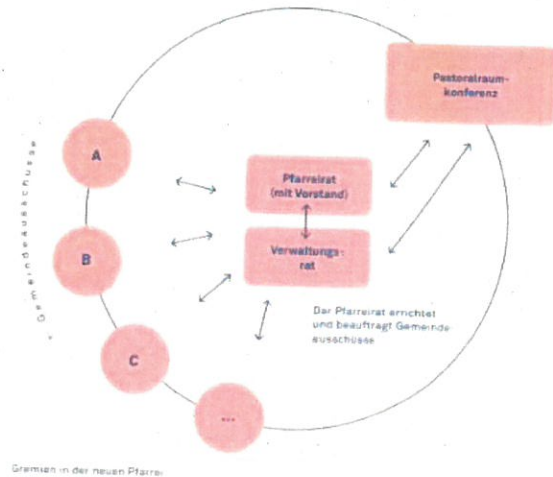 Pastoralraum-
konferenz
A
Pfarreirat
(mit Vorstand)
Gemeindeausschüsse
B
Verwaltungs-
rat
Der Pfarreirat errichtet
und beauftragt Gemeinde
ausschüsse
C
...
Gremien in der neuen Pfarrei